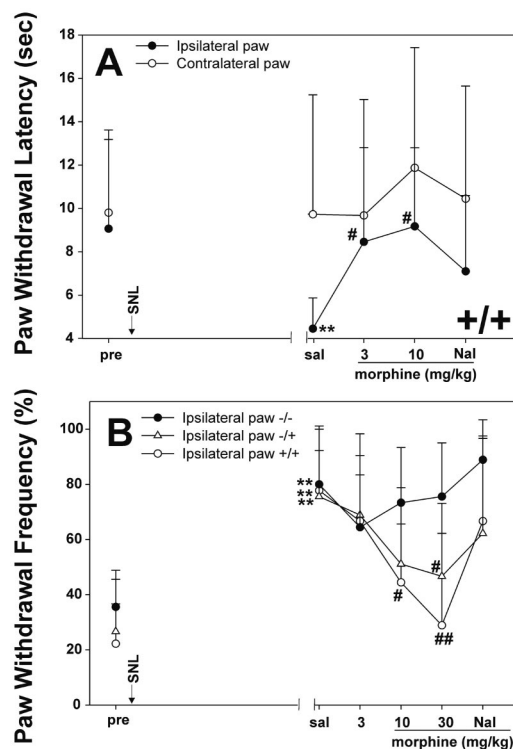 Paw Withdrawal Latency (sec)
18
16
14
12
10
8
6
4
A
Ipsilateral paw
Contralateral paw
#
#
**
SNL
+/+
pre
sal
3
10
Nal
morphine (mg/kg)
Paw Withdrawal Frequency (%)
100
80
60
40
20
0
B
Ipsilateral paw -/-
Ipsilateral paw -/+
Ipsilateral paw +/+
**
**
**
#
#
##
SNL
pre
sal
3
10
30
Nal
morphine (mg/kg)